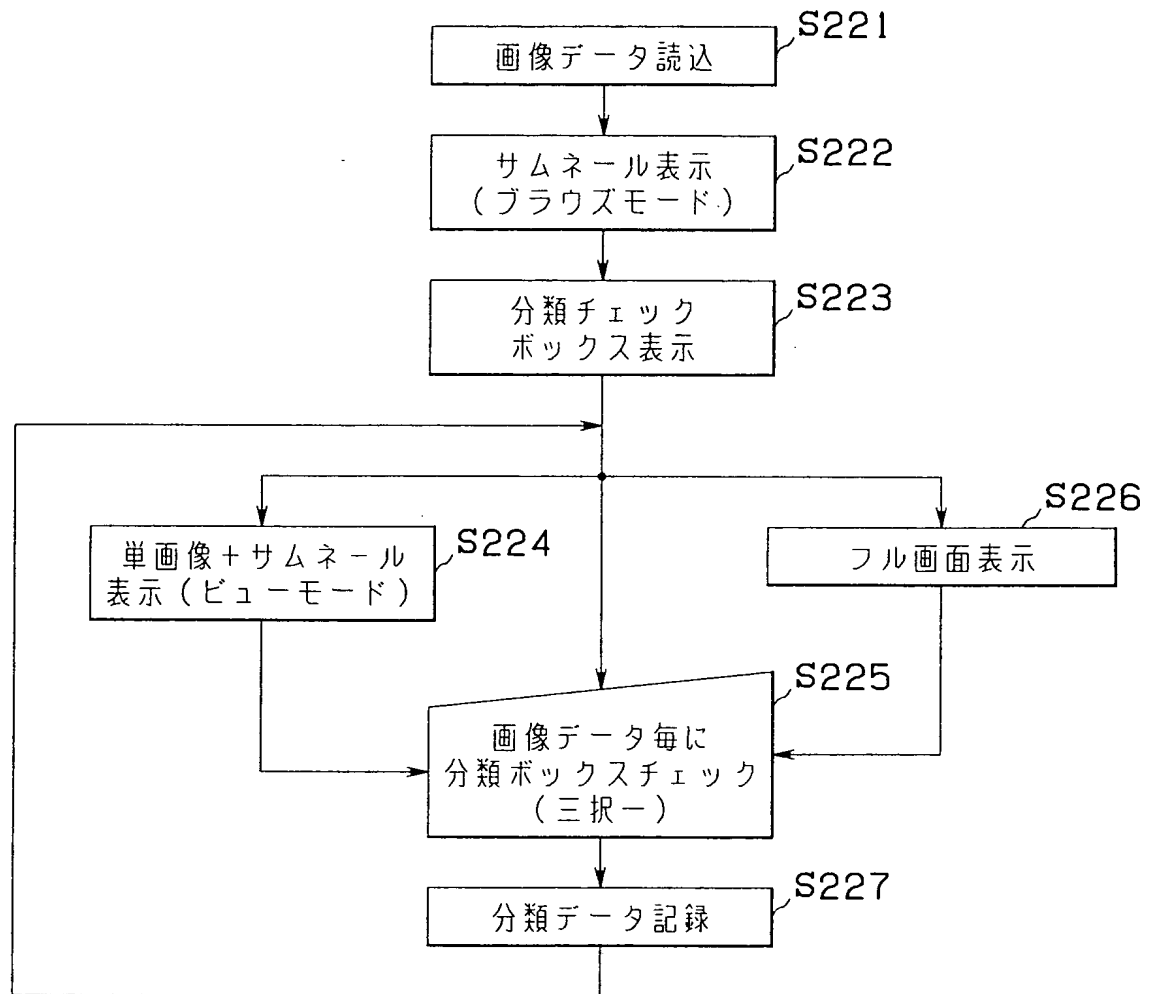 S221
画像データ読込
S222
サムネール表示
(ブラウズモード)
S223
分類チェック
ボックス表示
S224
単画像+サムネール
表示(ビューモード)
S226
フル画面表示
S225
画像データ毎に
分類ボックスチェック
(三択一)
S227
分類データ記録